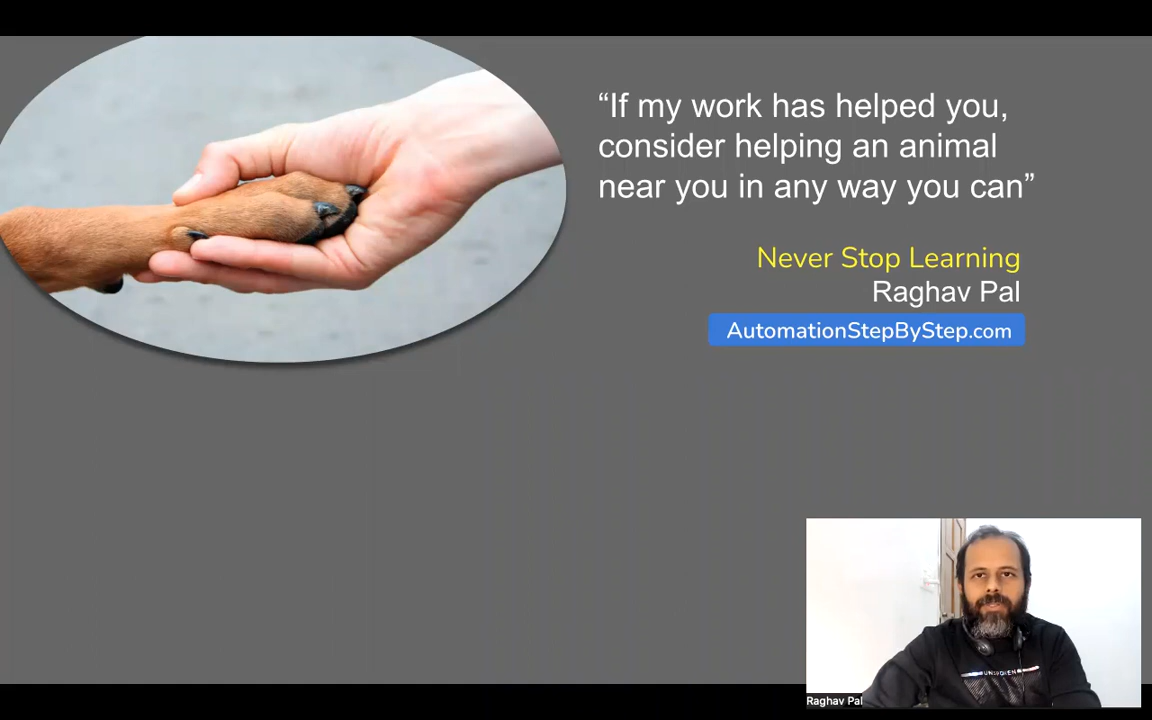 “If my work has helped you,
consider helping an animal
near you in any way you can”
Never Stop Learning
Raghav Pal
AutomationStepByStep.com
UNSPOKEN
Raghav Pal